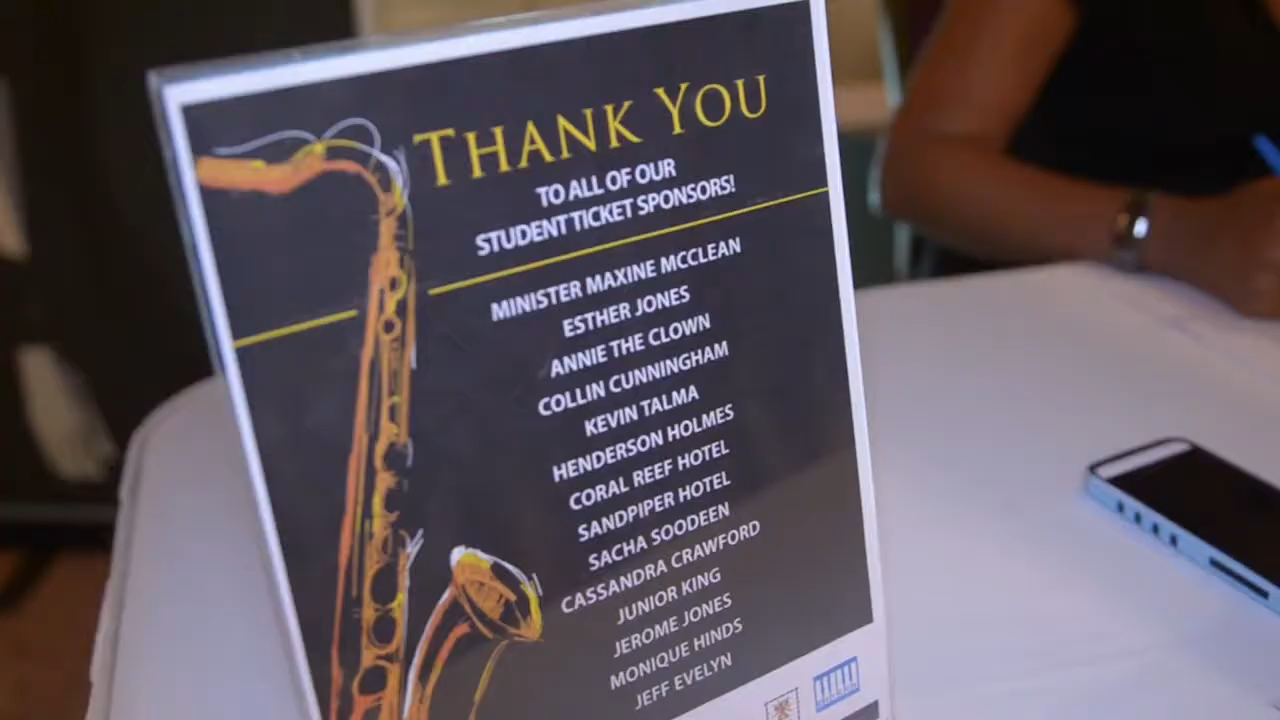 THANK YOU
TO ALL OF OUR
STUDENT TICKET SPONSORS!
MINISTER MAXINE MCCLEAN
ESTHER JONES
ANNIE THE CLOWN
COLLIN CUNNINGHAM
KEVIN TALMA
HENDERSON HOLMES
CORAL REEF HOTEL
SANDPIPER HOTEL
SACHA SOODEEN
CASSANDRA CRAWFORD
JUNIOR KING
JEROME JONES
MONIQUE HINDS
JEFF EVELYN